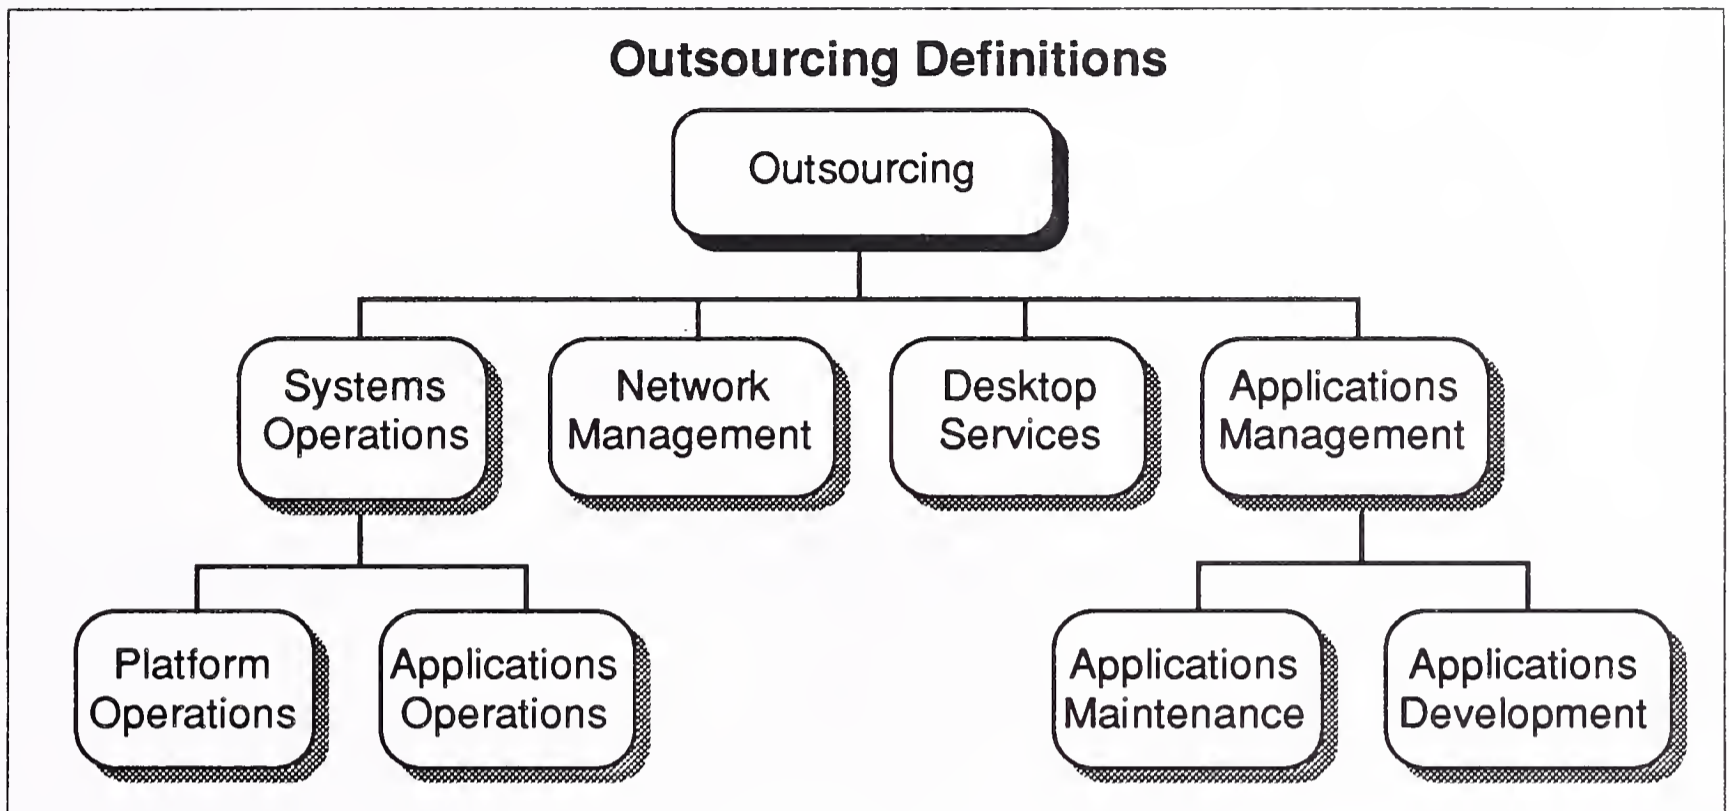 Outsourcing Definitions
Outsourcing
Systems
Operations
Network
Management
Desktop
Services
Applications
Management
Platform
Operations
Applications
Operations
Applications
Maintenance
Applications
Development